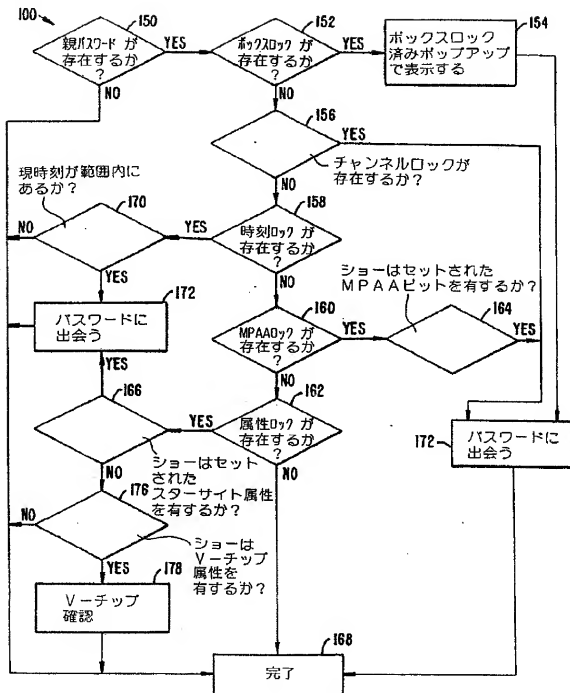 100
150
親パスワード が
存在するか
?
YES
NO
152
ボックスロック が
存在するか
?
YES
NO
154
ボックスロック
済みポップアップ
で表示する
156
YES
チャンネルロックが
存在するか?
NO
現時刻が範囲内に
あるか?
170
NO
YES
158
時刻ロック が
存在するか
?
YES
NO
172
パスワードに
出会う
YES
ショーはセットされた
MPAAビットを有するか?
160
MPAAロック が
存在するか
?
YES
NO
164
YES
166
NO
ショーはセット
された
スターサイト属性
を有するか?
162
YES
属性ロック が
存在するか
?
NO
172
パスワードに
出会う
176
NO
YES
ショーは
V-チップ
属性を
有するか?
178
V-チップ
確認
168
完了